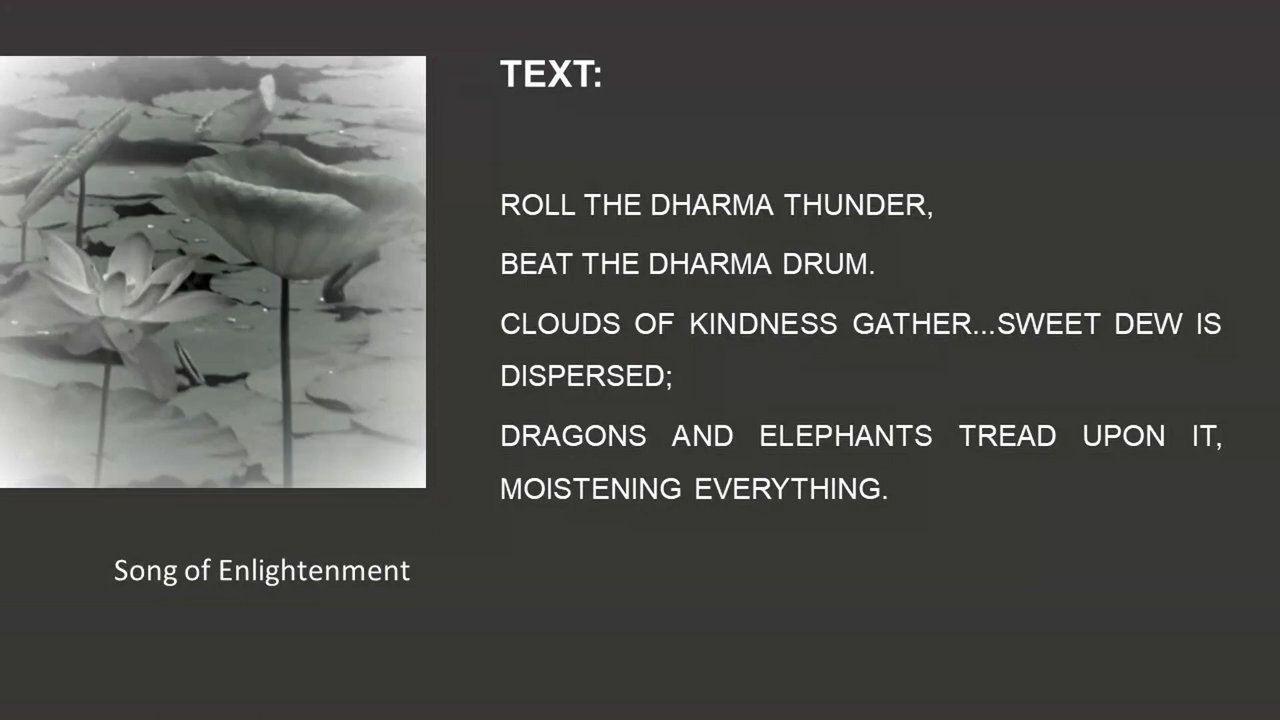 TEXT:
ROLL THE DHARMA THUNDER,
BEAT THE DHARMA DRUM.
CLOUDS OF KINDNESS GATHER...SWEET DEW IS
DISPERSED;
DRAGONS AND ELEPHANTS TREAD UPON IT,
MOISTENING EVERYTHING.
Song of Enlightenment